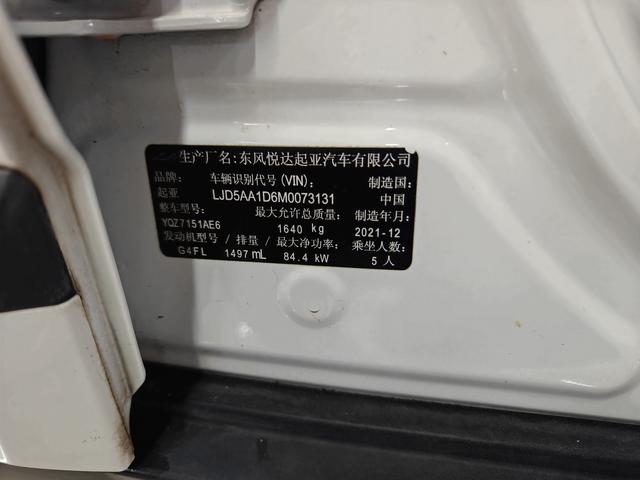 生产厂名:东风悦达起亚汽车有限公司
品牌: 车辆识别代号(VIN): 制造国:
起亚 LJD5AA1D6M0073131 中国
整车型号: 最大允许总质量: 制造年月:
YQZ7151AE6 1640 kg 2021-12
发动机型号/排量/最大净功率: 乘坐人数:
G4FL 1497mL 84.4 kW 5人